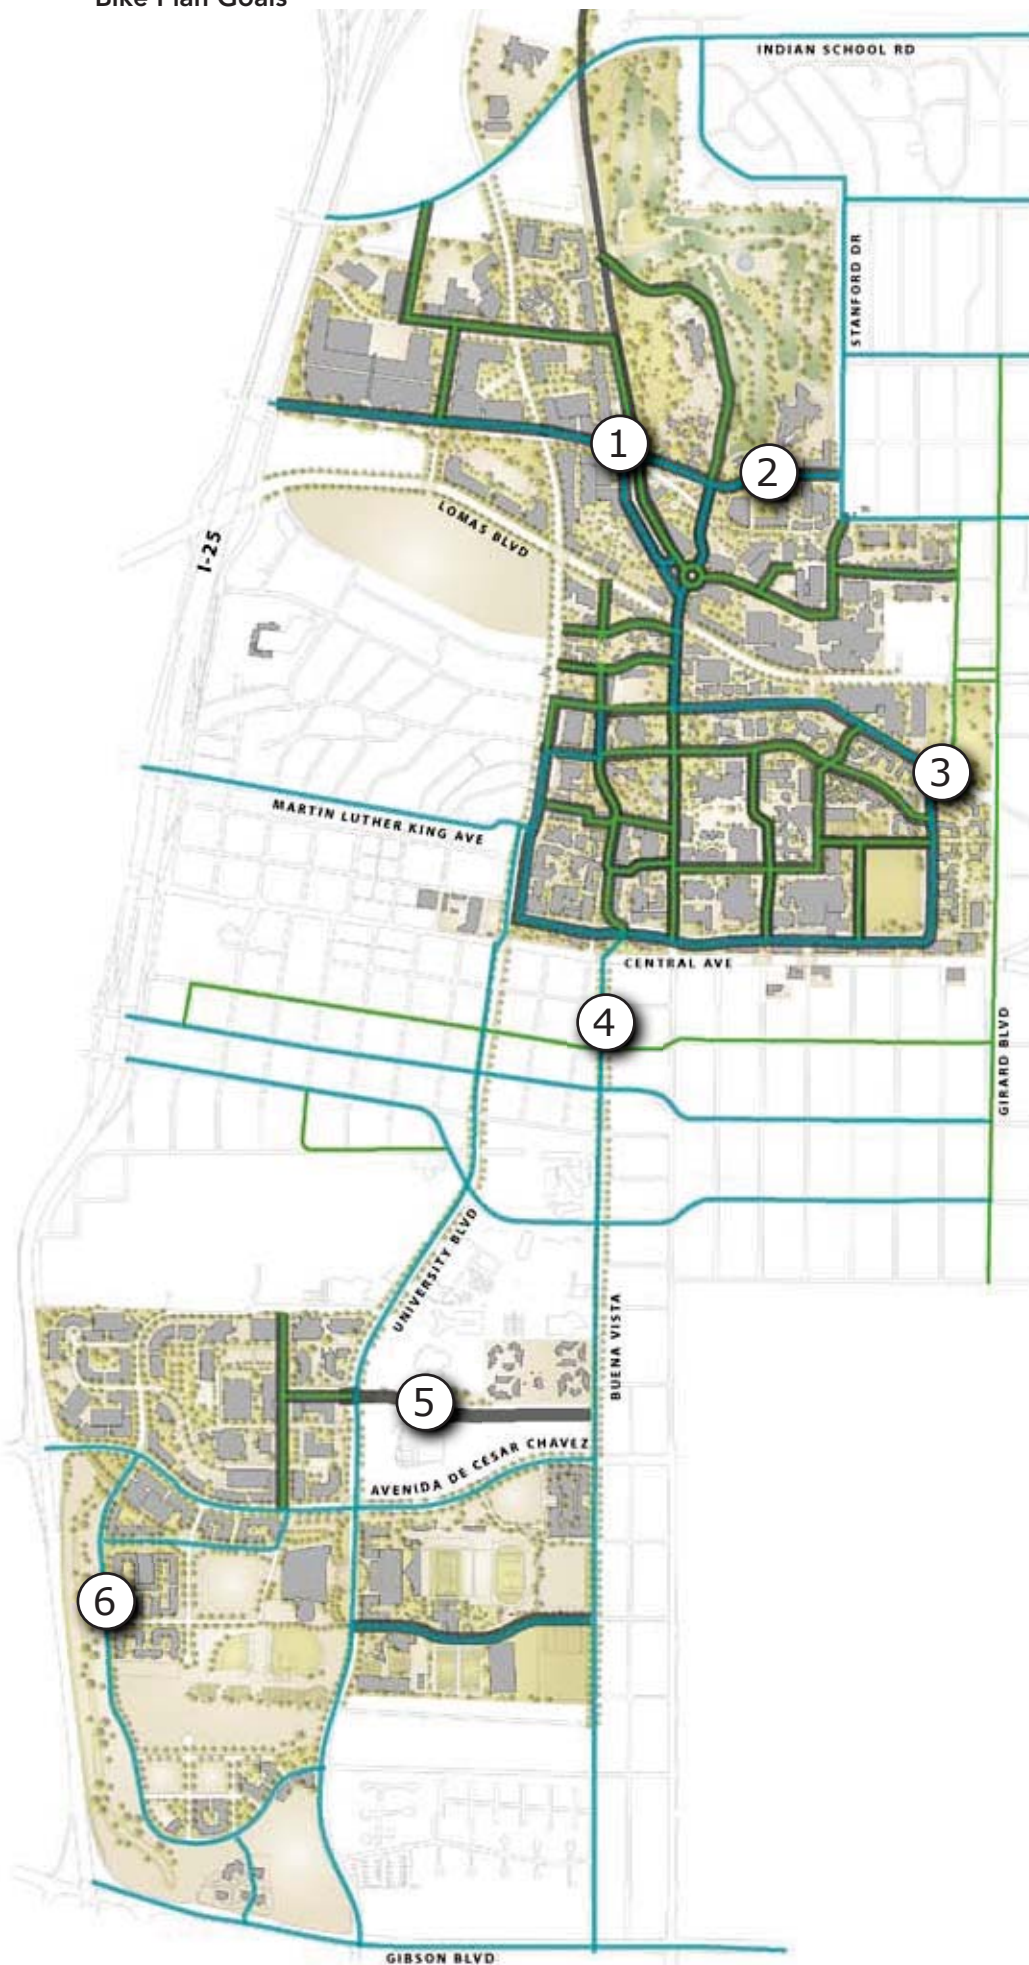 Bike Plan Goals
INDIAN SCHOOL RD
STANFORD DR
1
2
LOMAS BLVD
I-25
3
MARTIN LUTHER KING AVE
CENTRAL AVE
4
GIRARD BLVD
UNIVERSITY BLVD
BUENA VISTA
5
AVENIDA DE CESAR CHAVEZ
6
GIBSON BLVD